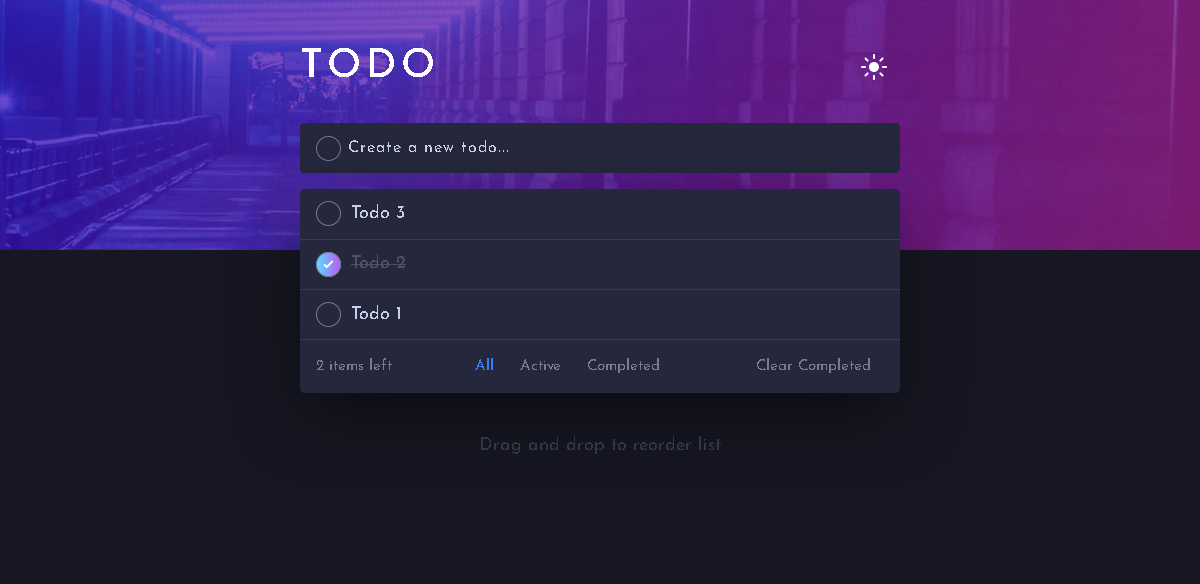 TODO
Create a new todo...
Todo 3
Todo 2
Todo 1
2 items left All Active Completed Clear Completed
Drag and drop to reorder list